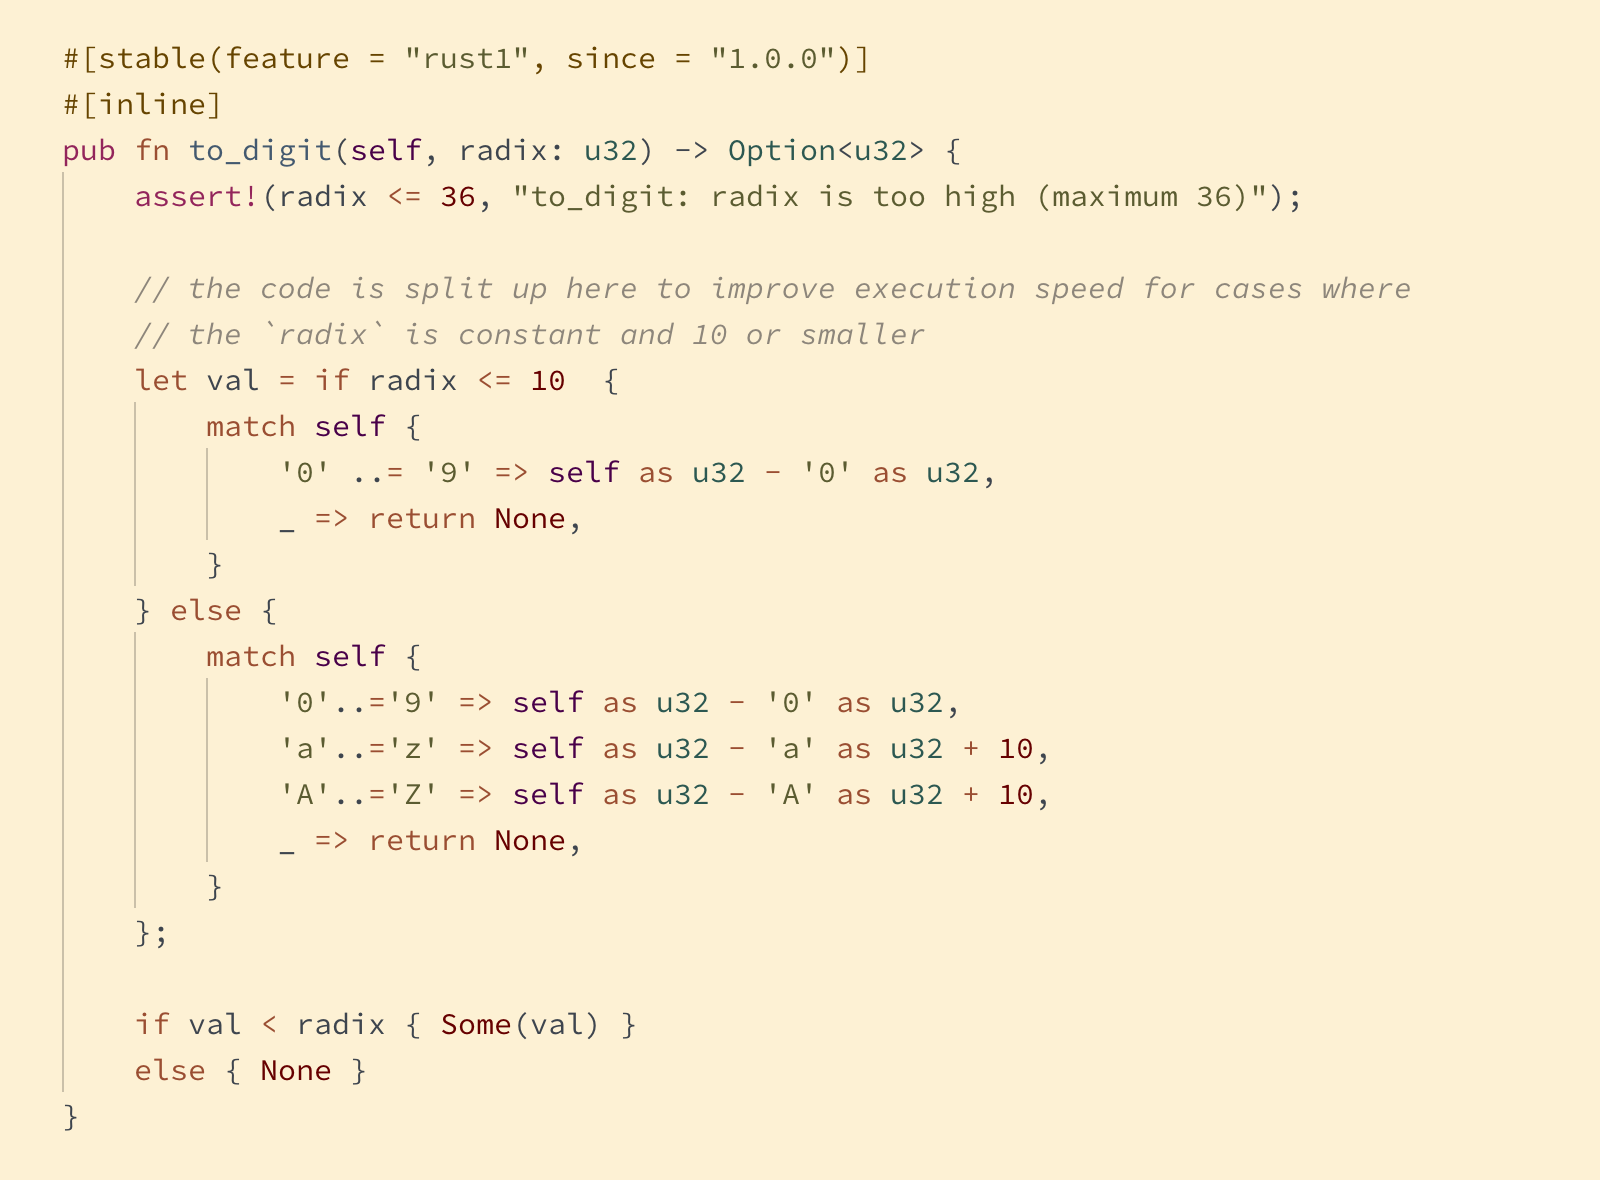 #[stable(feature = "rust1", since = "1.0.0")]
#[inline]
pub fn to_digit(self, radix: u32) -> Option<u32> {
    assert!(radix <= 36, "to_digit: radix is too high (maximum 36)");

    // the code is split up here to improve execution speed for cases where
    // the `radix` is constant and 10 or smaller
    let val = if radix <= 10  {
        match self {
            '0' ..= '9' => self as u32 - '0' as u32,
            _ => return None,
        }
    } else {
        match self {
            '0'..='9' => self as u32 - '0' as u32,
            'a'..='z' => self as u32 - 'a' as u32 + 10,
            'A'..='Z' => self as u32 - 'A' as u32 + 10,
            _ => return None,
        }
    };

    if val < radix { Some(val) }
    else { None }
}